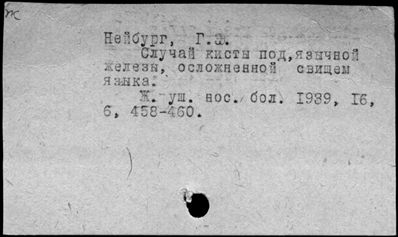 ж
Нейбург, Г.а.
Случай кисты под,язычной
железы, осложненной свищем
языка.
Ж. уш. нос. бол. 1939, 16,
6, 458-460.